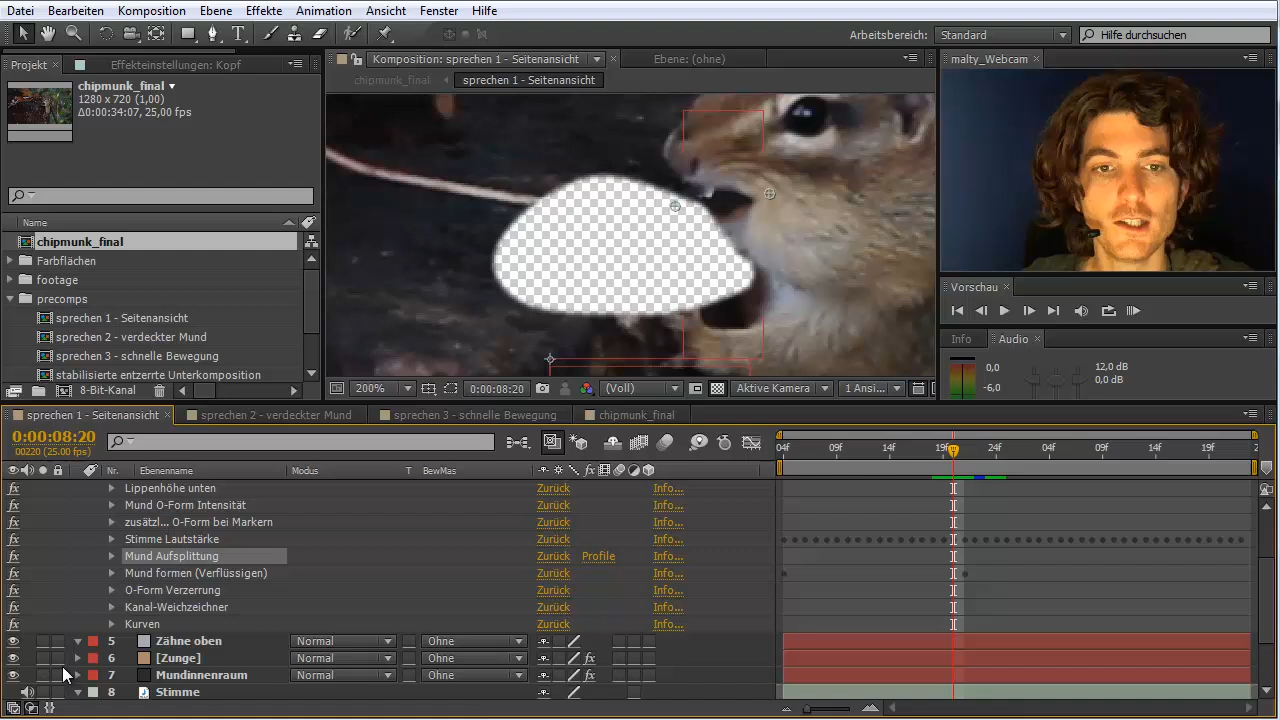 Datei Bearbeiten Komposition Ebene Effekte Animation Ansicht Fenster Hilfe
Arbeitsbereich: Standard Hilfe durchsuchen
Projekt Effekteinstellungen: Kopf
Komposition: sprechen 1 - Seitenansicht Ebene: (ohne)
malty_Webcam
chipmunk_final sprechen 1 - Seitenansicht
chipmunk_final
1280 x 720 (1,00)
Δ0:00:34:07, 25,00 fps
Name
chipmunk_final
Farbflächen
footage
precomps
sprechen 1 - Seitenansicht
sprechen 2 - verdeckter Mund
sprechen 3 - schnelle Bewegung
stabilisierte entzerrte Unterkomposition
8-Bit-Kanal
200% 0:00:08:20 (Voll) Aktive Kamera 1 Ansi...
Vorschau
Info Audio
0,0 12,0 dB
-6,0 0,0 dB
sprechen 1 - Seitenansicht sprechen 2 - verdeckter Mund sprechen 3 - schnelle Bewegung chipmunk_final
0:00:08:20
00220 (25.00 fps)
04f 09f 14f 19f 24f 04f 09f 14f 19f 2
Nr. Ebenenname Modus T BewMas
fx Lippenhöhe unten Zurück Info...
fx Mund O-Form Intensität Zurück Info...
fx zusätzl... O-Form bei Markern Zurück Info...
fx Stimme Lautstärke Zurück Info...
fx Mund Aufsplittung Zurück Profile Info...
fx Mund formen (Verflüssigen) Zurück Info...
fx O-Form Verzerrung Zurück Info...
fx Kanal-Weichzeichner Zurück Info...
fx Kurven Zurück Info...
5 Zähne oben Normal Ohne
6 [Zunge] Normal Ohne fx
7 Mundinnenraum Normal Ohne fx
8 Stimme